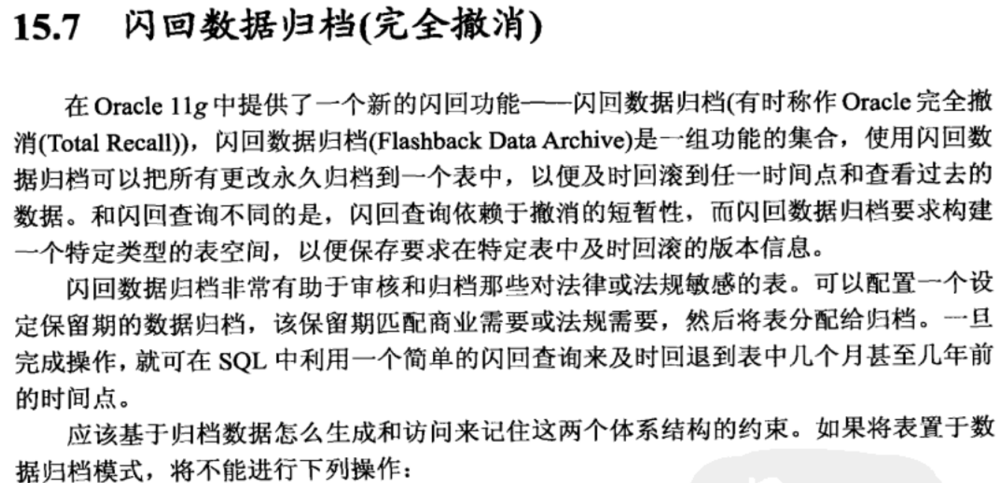 15.7 闪回数据归档(完全撤消)
在 Oracle 11g 中提供了一个新的闪回功能——闪回数据归档(有时称作 Oracle 完全撤
消(Total Recall))，闪回数据归档(Flashback Data Archive)是一组功能的集合，使用闪回数
据归档可以把所有更改永久归档到一个表中，以便及时回滚到任一时间点和查看过去的
数据。和闪回查询不同的是，闪回查询依赖于撤消的短暂性，而闪回数据归档要求构建
一个特定类型的表空间，以便保存要求在特定表中及时回滚的版本信息。
闪回数据归档非常有助于审核和归档那些对法律或法规敏感的表。可以配置一个设
定保留期的数据归档，该保留期匹配商业需要或法规需要，然后将表分配给归档。一旦
完成操作，就可在 SQL 中利用一个简单的闪回查询来及时回退到表中几个月甚至几年前
的时间点。
应该基于归档数据怎么生成和访问来记住这两个体系结构的约束。如果将表置于数
据归档模式，将不能进行下列操作：